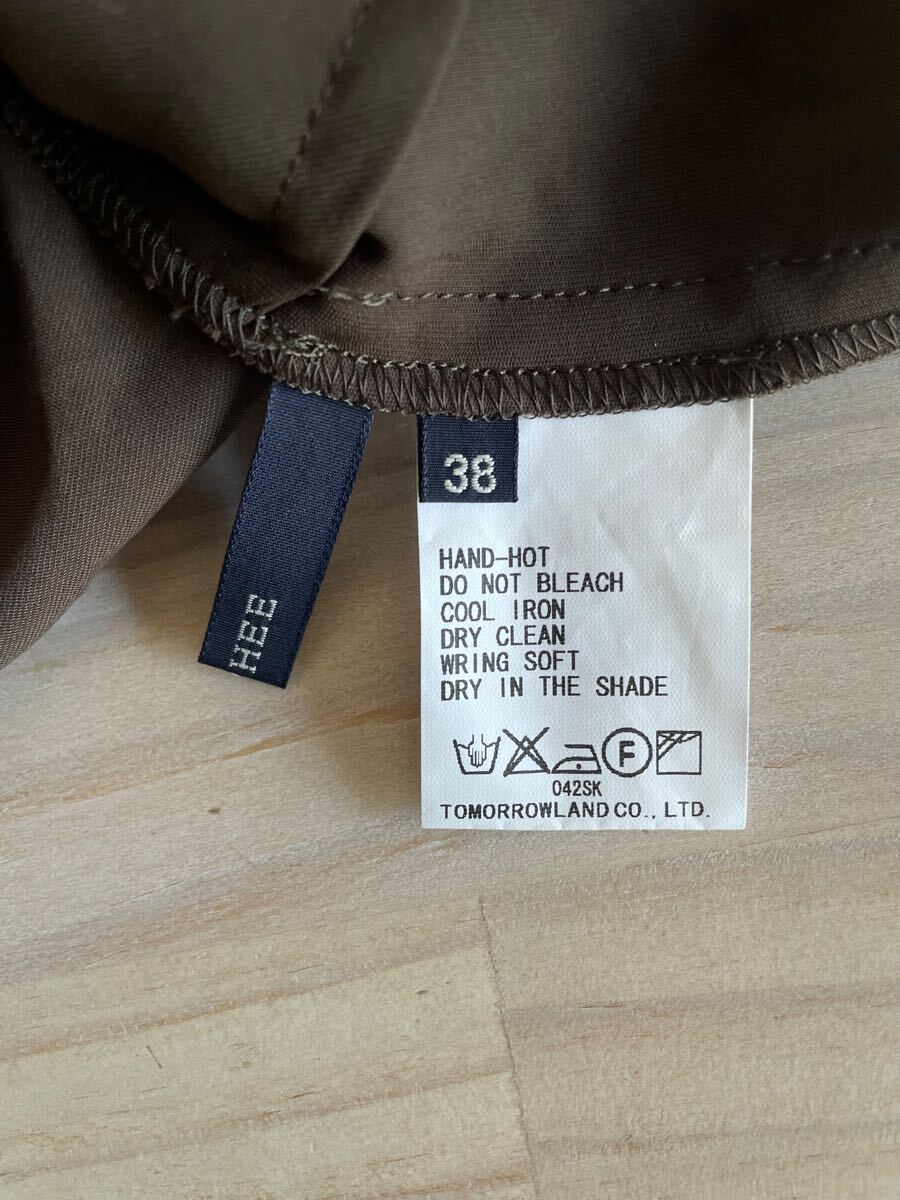 HEE
38
HAND-HOT
DO NOT BLEACH
COOL IRON
DRY CLEAN
WRING SOFT
DRY IN THE SHADE
F
042SK
TOMORROWLAND CO., LTD.